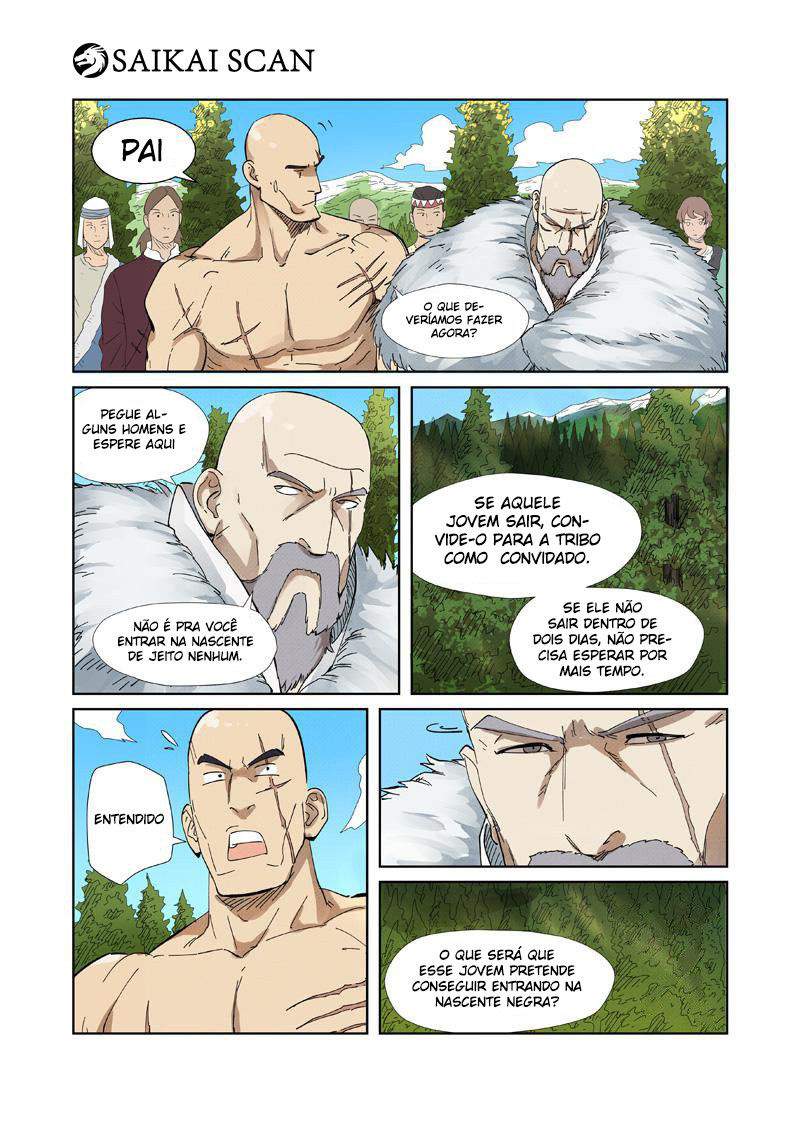 SAIKAI SCAN
PAI
O QUE DE-
VERÍAMOS FAZER
AGORA?
PEGUE AL-
GUNS HOMENS E
ESPERE AQUI
NÃO É PRA VOCÊ
ENTRAR NA NASCENTE
DE JEITO NENHUM.
SE AQUELE
JOVEM SAIR, CON-
VIDE-O PARA A TRIBO
COMO CONVIDADO.
SE ELE NÃO
SAIR DENTRO DE
DOIS DIAS, NÃO PRE-
CISA ESPERAR POR
MAIS TEMPO.
ENTENDIDO
O QUE SERÁ QUE
ESSE JOVEM PRETENDE
CONSEGUIR ENTRANDO NA
NASCENTE NEGRA?